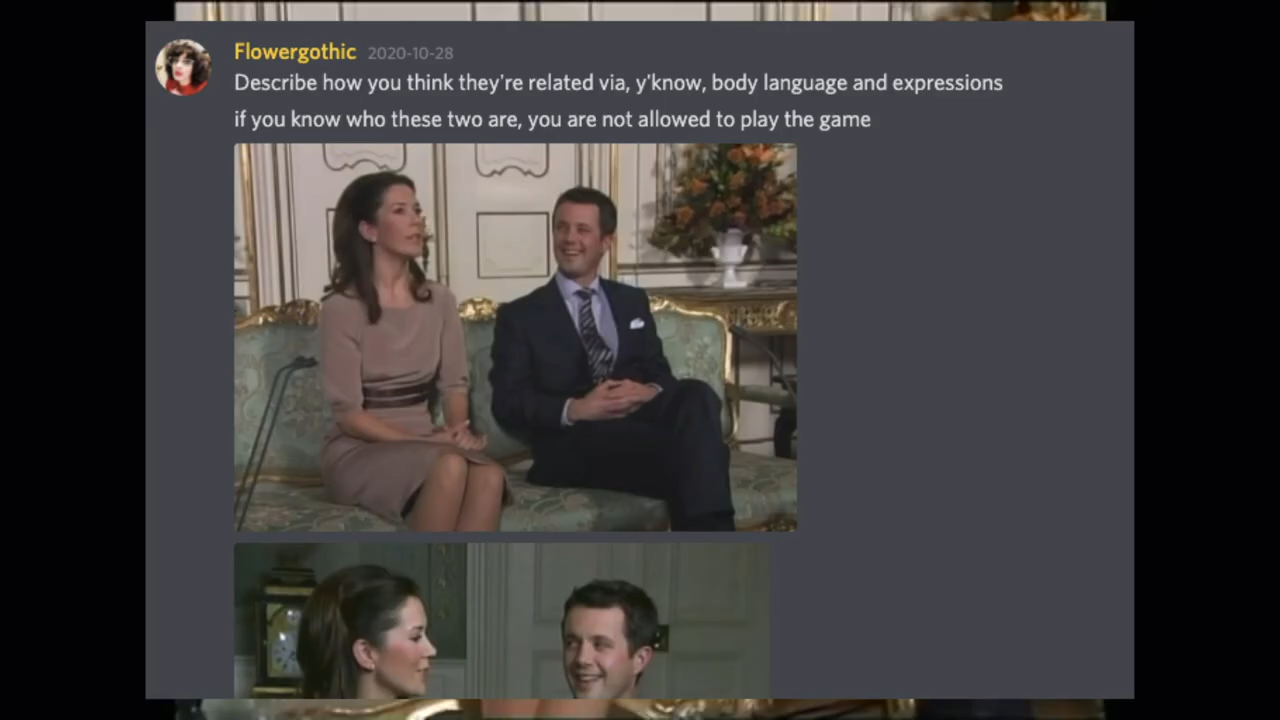 Flowergothic 2020-10-28
Describe how you think they're related via, y'know, body language and expressions
if you know who these two are, you are not allowed to play the game